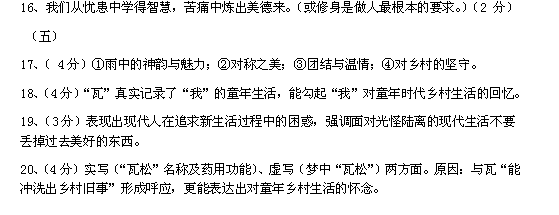 16、我们从忧患中学得智慧，苦痛中炼出美德来。（或修身是做人最根本的要求。）（2 分）
（五）
17、（ 4分）①雨中的神韵与魅力；②对称之美；③团结与温情；④对乡村的坚守。
18、（4分）“瓦”真实记录了“我”的童年生活，能勾起“我”对童年时代乡村生活的回忆。
19、（3分）表现出现代人在追求新生活过程中的困惑，强调面对光怪陆离的现代生活不要
丢掉过去美好的东西。
20、（4分）实写（“瓦松”名称及药用功能）、虚写（梦中“瓦松”）两方面。原因：与瓦“能
冲洗出乡村旧事”形成呼应，更能表达出对童年乡村生活的怀念。